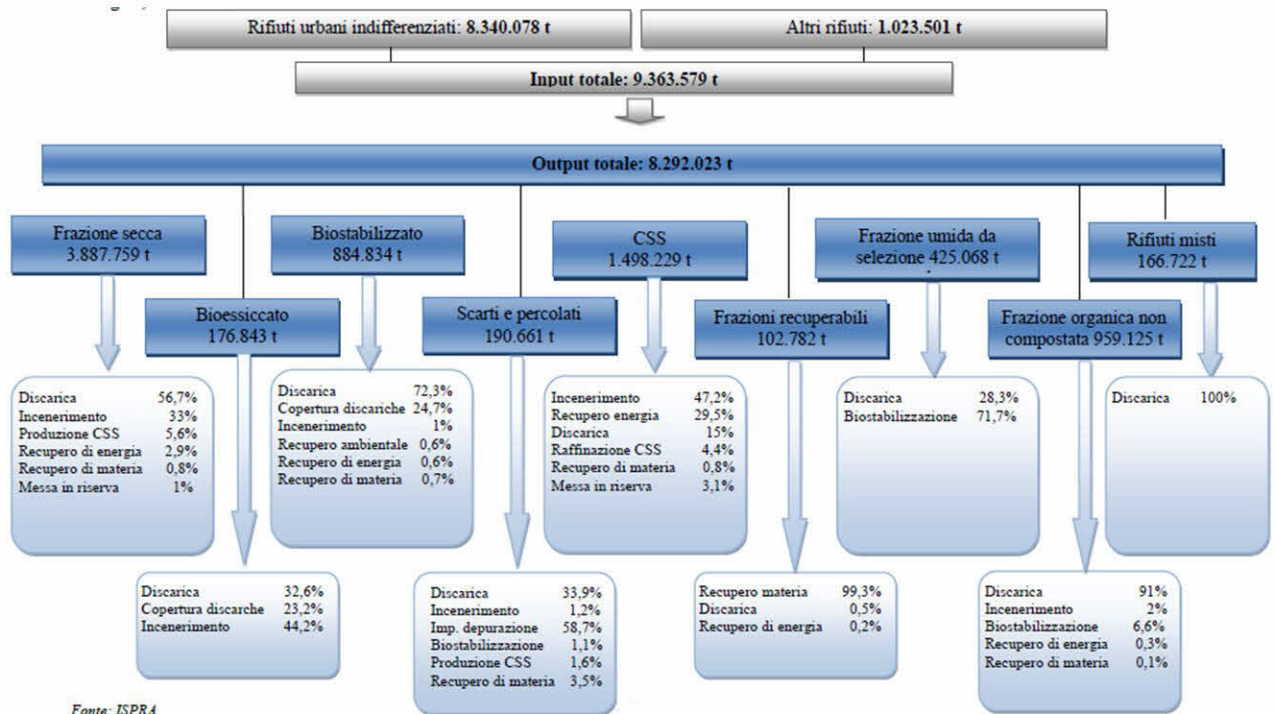 Rifiuti urbani indifferenziati: 8.340.078 t
Altri rifiuti: 1.023.501 t
Input totale: 9.363.579 t
Output totale: 8.292.023 t
Frazione secca
3.887.759 t
Biostabilizzato
884.834 t
CSS
1.498.229 t
Frazione umida da
selezione 425.068 t
Rifiuti misti
166.722 t
Bioessiccato
176.843 t
Scarti e percolati
190.661 t
Frazioni recuperabili
102.782 t
Frazione organica non
compostata 959.125 t
Discarica 56,7%
Incenerimento 33%
Produzione CSS 5,6%
Recupero di energia 2,9%
Recupero di materia 0,8%
Messa in riserva 1%
Discarica 72,3%
Copertura discariche 24,7%
Incenerimento 1%
Recupero ambientale 0,6%
Recupero di energia 0,6%
Recupero di materia 0,7%
Incenerimento 47,2%
Recupero energia 29,5%
Discarica 15%
Raffinazione CSS 4,4%
Recupero di materia 0,8%
Messa in riserva 3,1%
Discarica 28,3%
Biostabilizzazione 71,7%
Discarica 100%
Discarica 32,6%
Copertura discarche 23,2%
Incenerimento 44,2%
Discarica 33,9%
Incenerimento 1,2%
Imp. depurazione 58,7%
Biostabilizzazione 1,1%
Produzione CSS 1,6%
Recupero di materia 3,5%
Recupero materia 99,3%
Discarica 0,5%
Recupero di energia 0,2%
Discarica 91%
Incenerimento 2%
Biostabilizzazione 6,6%
Recupero di energia 0,3%
Recupero di materia 0,1%
Fonte: ISPRA